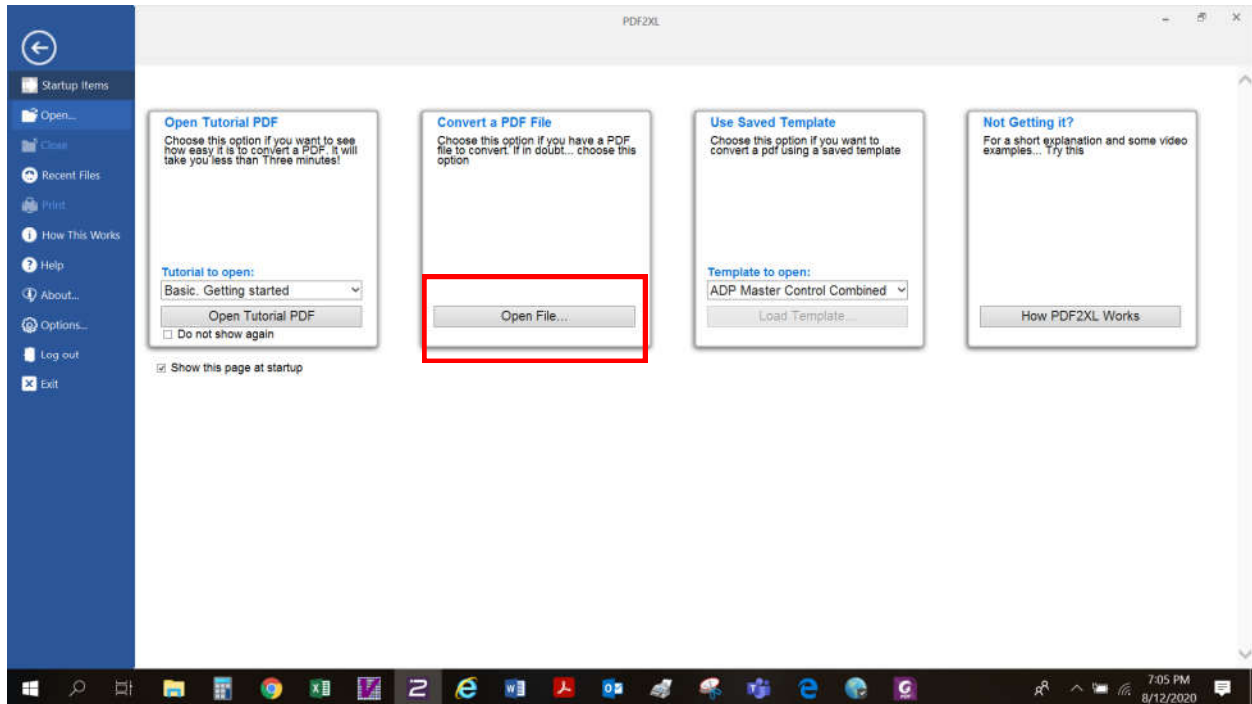 PDF2XL
Startup Items
Open...
Close
Recent Files
Print
How This Works
Help
About...
Options...
Log out
Exit
Open Tutorial PDF
Choose this option if you want to see
how easy it is to convert a PDF. it will
take you less than Three minutes!
Tutorial to open:
Basic. Getting started
Open Tutorial PDF
Do not show again
Show this page at startup
Convert a PDF File
Choose this option if you have a PDF
file to convert. If in doubt... choose this
option
Open File...
Use Saved Template
Choose this option if you want to
convert a pdf using a saved template
Template to open:
ADP Master Control Combined
Load Template...
Not Getting it?
For a short explanation and some video
examples... Try this
How PDF2XL Works
7:05 PM
8/12/2020